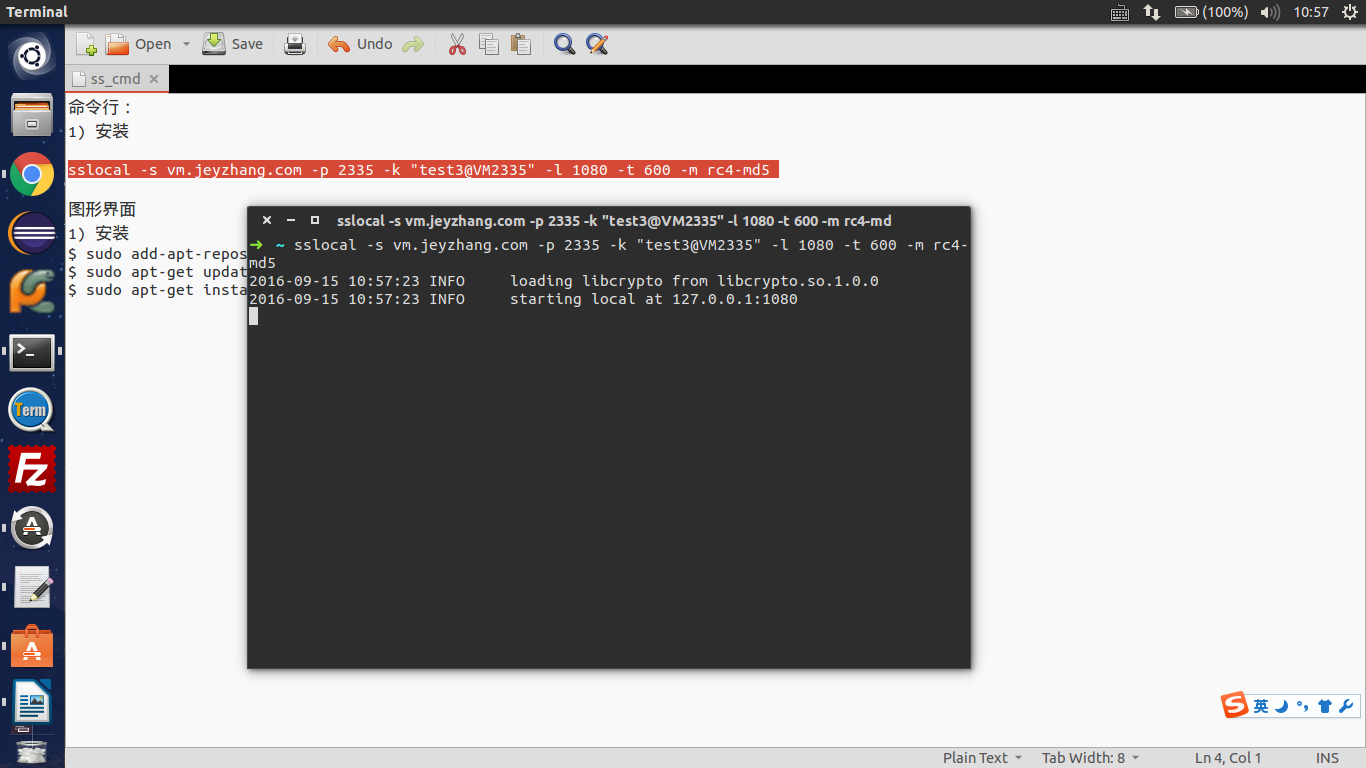 Terminal
(100%)
10:57
Open
Save
Undo
ss_cmd
命令行：
1) 安装
sslocal -s vm.jeyzhang.com -p 2335 -k "test3@VM2335" -l 1080 -t 600 -m rc4-md5
图形界面
1) 安装
$ sudo add-apt-repos
$ sudo apt-get updat
$ sudo apt-get insta
sslocal -s vm.jeyzhang.com -p 2335 -k "test3@VM2335" -l 1080 -t 600 -m rc4-md
➜ ~ sslocal -s vm.jeyzhang.com -p 2335 -k "test3@VM2335" -l 1080 -t 600 -m rc4-
md5
2016-09-15 10:57:23 INFO     loading libcrypto from libcrypto.so.1.0.0
2016-09-15 10:57:23 INFO     starting local at 127.0.0.1:1080
Term
Fz
S 英
Plain Text
Tab Width: 8
Ln 4, Col 1
INS